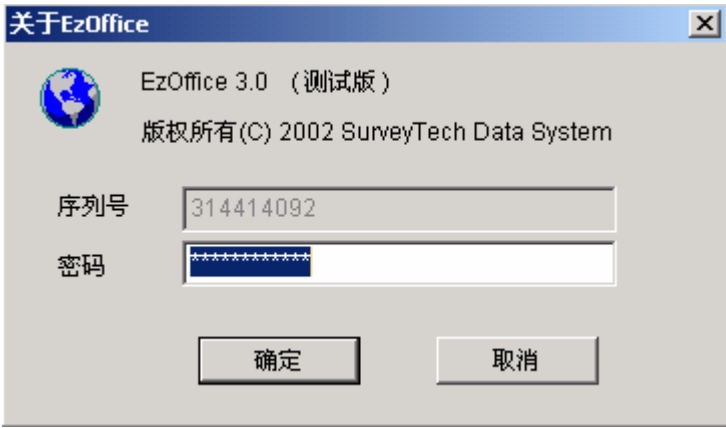 关于EzOffice
EzOffice 3.0 （测试版）
版权所有(C) 2002 SurveyTech Data System
序列号 314414092
密码 ************
确定 取消